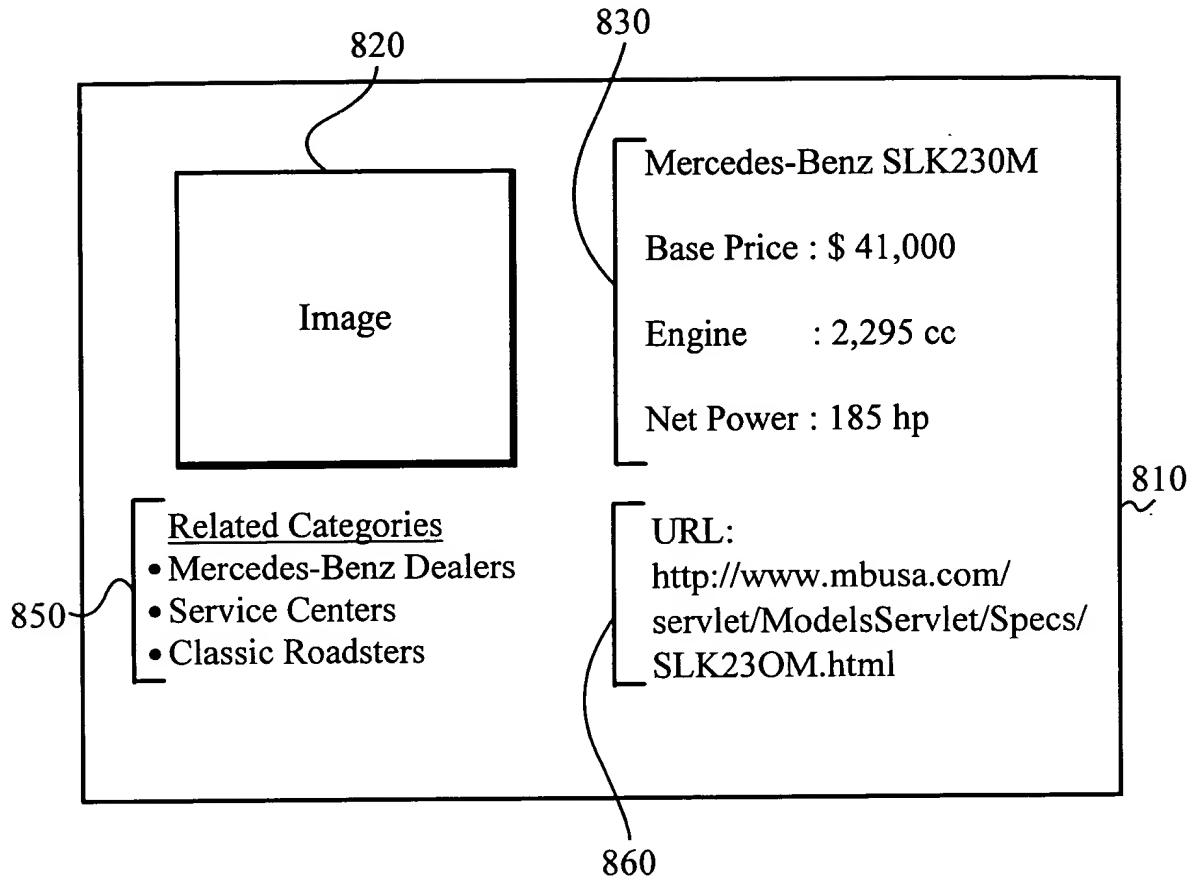 820
830
Image
Mercedes-Benz SLK230M
Base Price : $ 41,000
Engine : 2,295 cc
Net Power : 185 hp
810
850
Related Categories
• Mercedes-Benz Dealers
• Service Centers
• Classic Roadsters
URL:
http://www.mbusa.com/
servlet/ModelsServlet/Specs/
SLK23OM.html
860